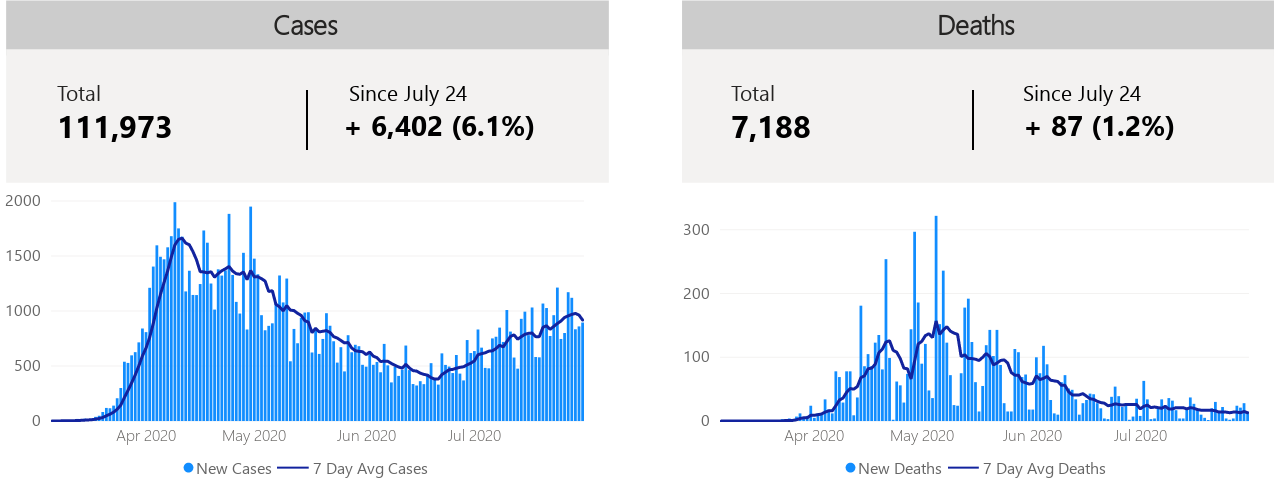 Cases
Total
Since July 24
111,973
+ 6,402 (6.1%)
2000
1500
1000
500
0
Apr 2020 May 2020 Jun 2020 Jul 2020
New Cases 7 Day Avg Cases
Deaths
Total
Since July 24
7,188
+ 87 (1.2%)
300
200
100
0
Apr 2020 May 2020 Jun 2020 Jul 2020
New Deaths 7 Day Avg Deaths